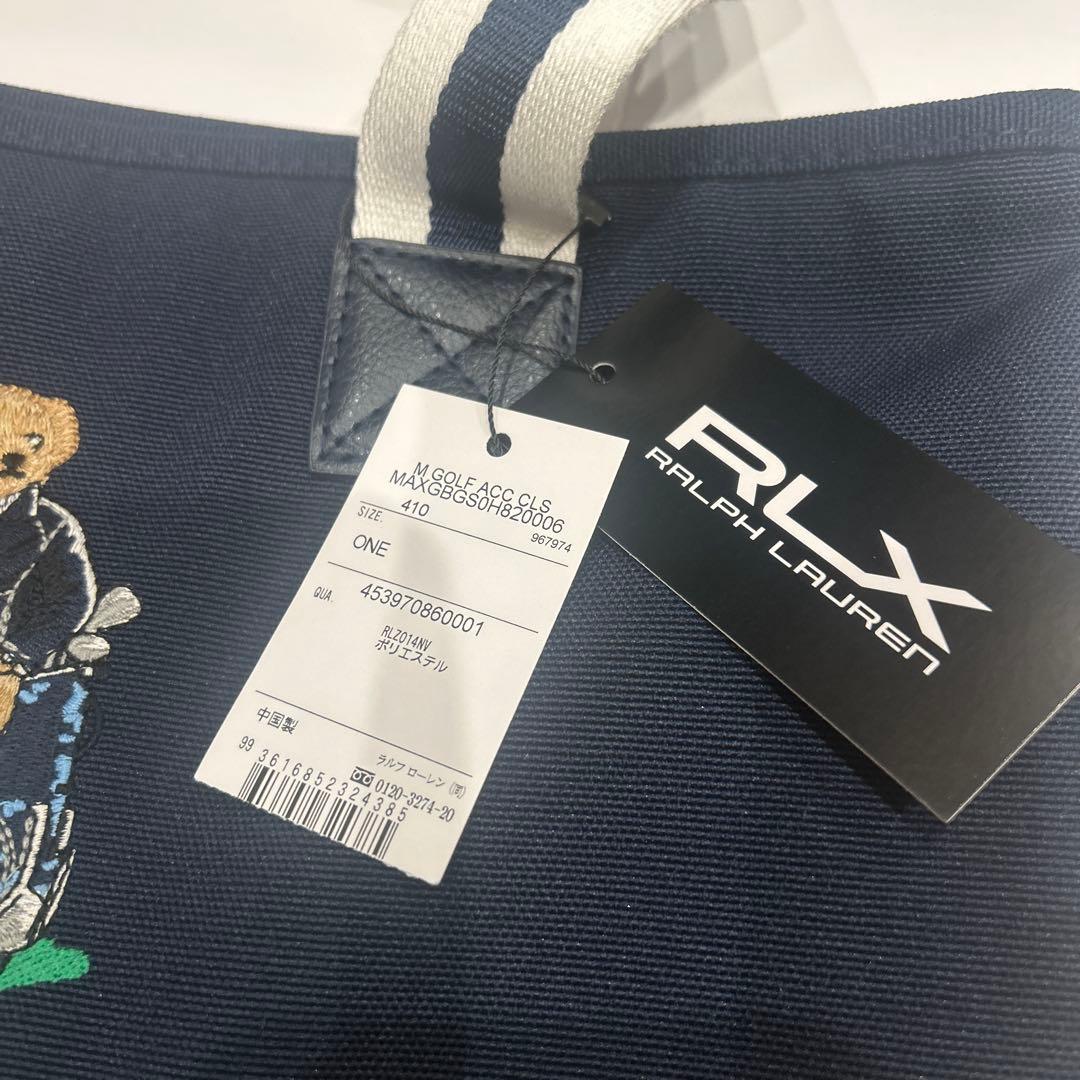 M GOLF ACC CLS
MAXGBGS0H820006
SIZE. 410 967974
ONE
QUA. 453970860001
RLZ014NV
ポリエステル
中国製
ラルフ ローレン (同)
0120-3274-20
99 3616852324385
RLX
RALPH LAUREN